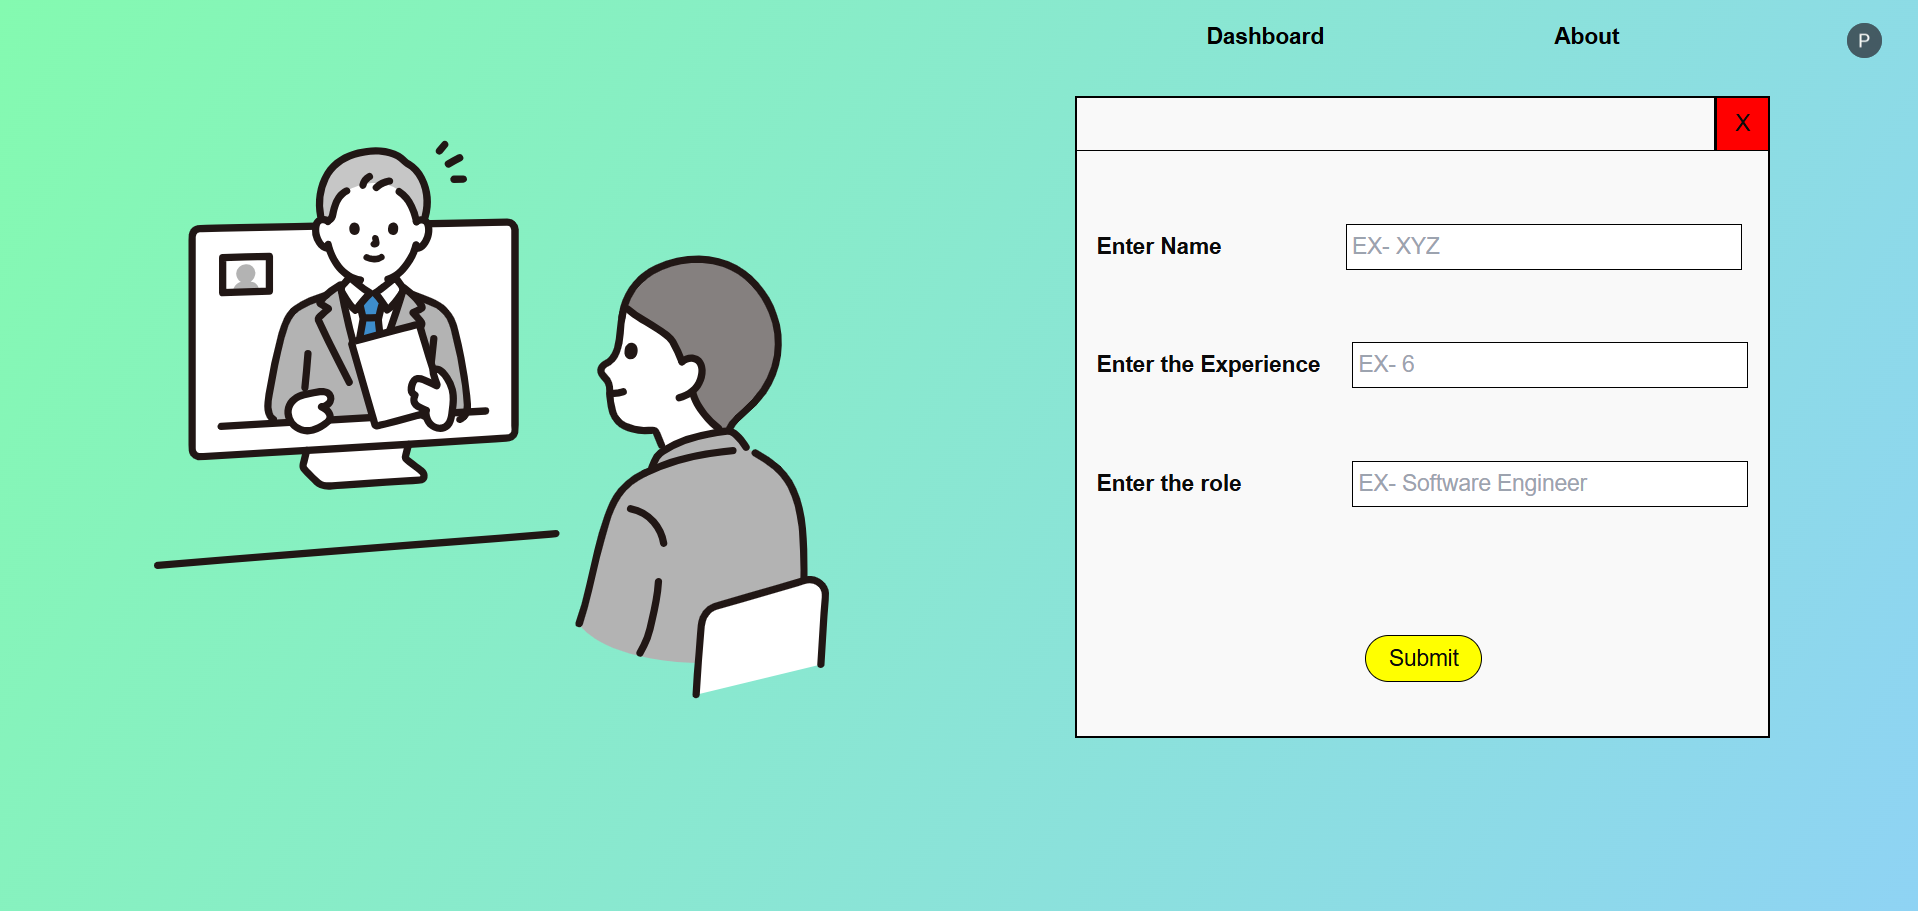 Dashboard About P
X
Enter Name EX- XYZ
Enter the Experience EX- 6
Enter the role EX- Software Engineer
Submit